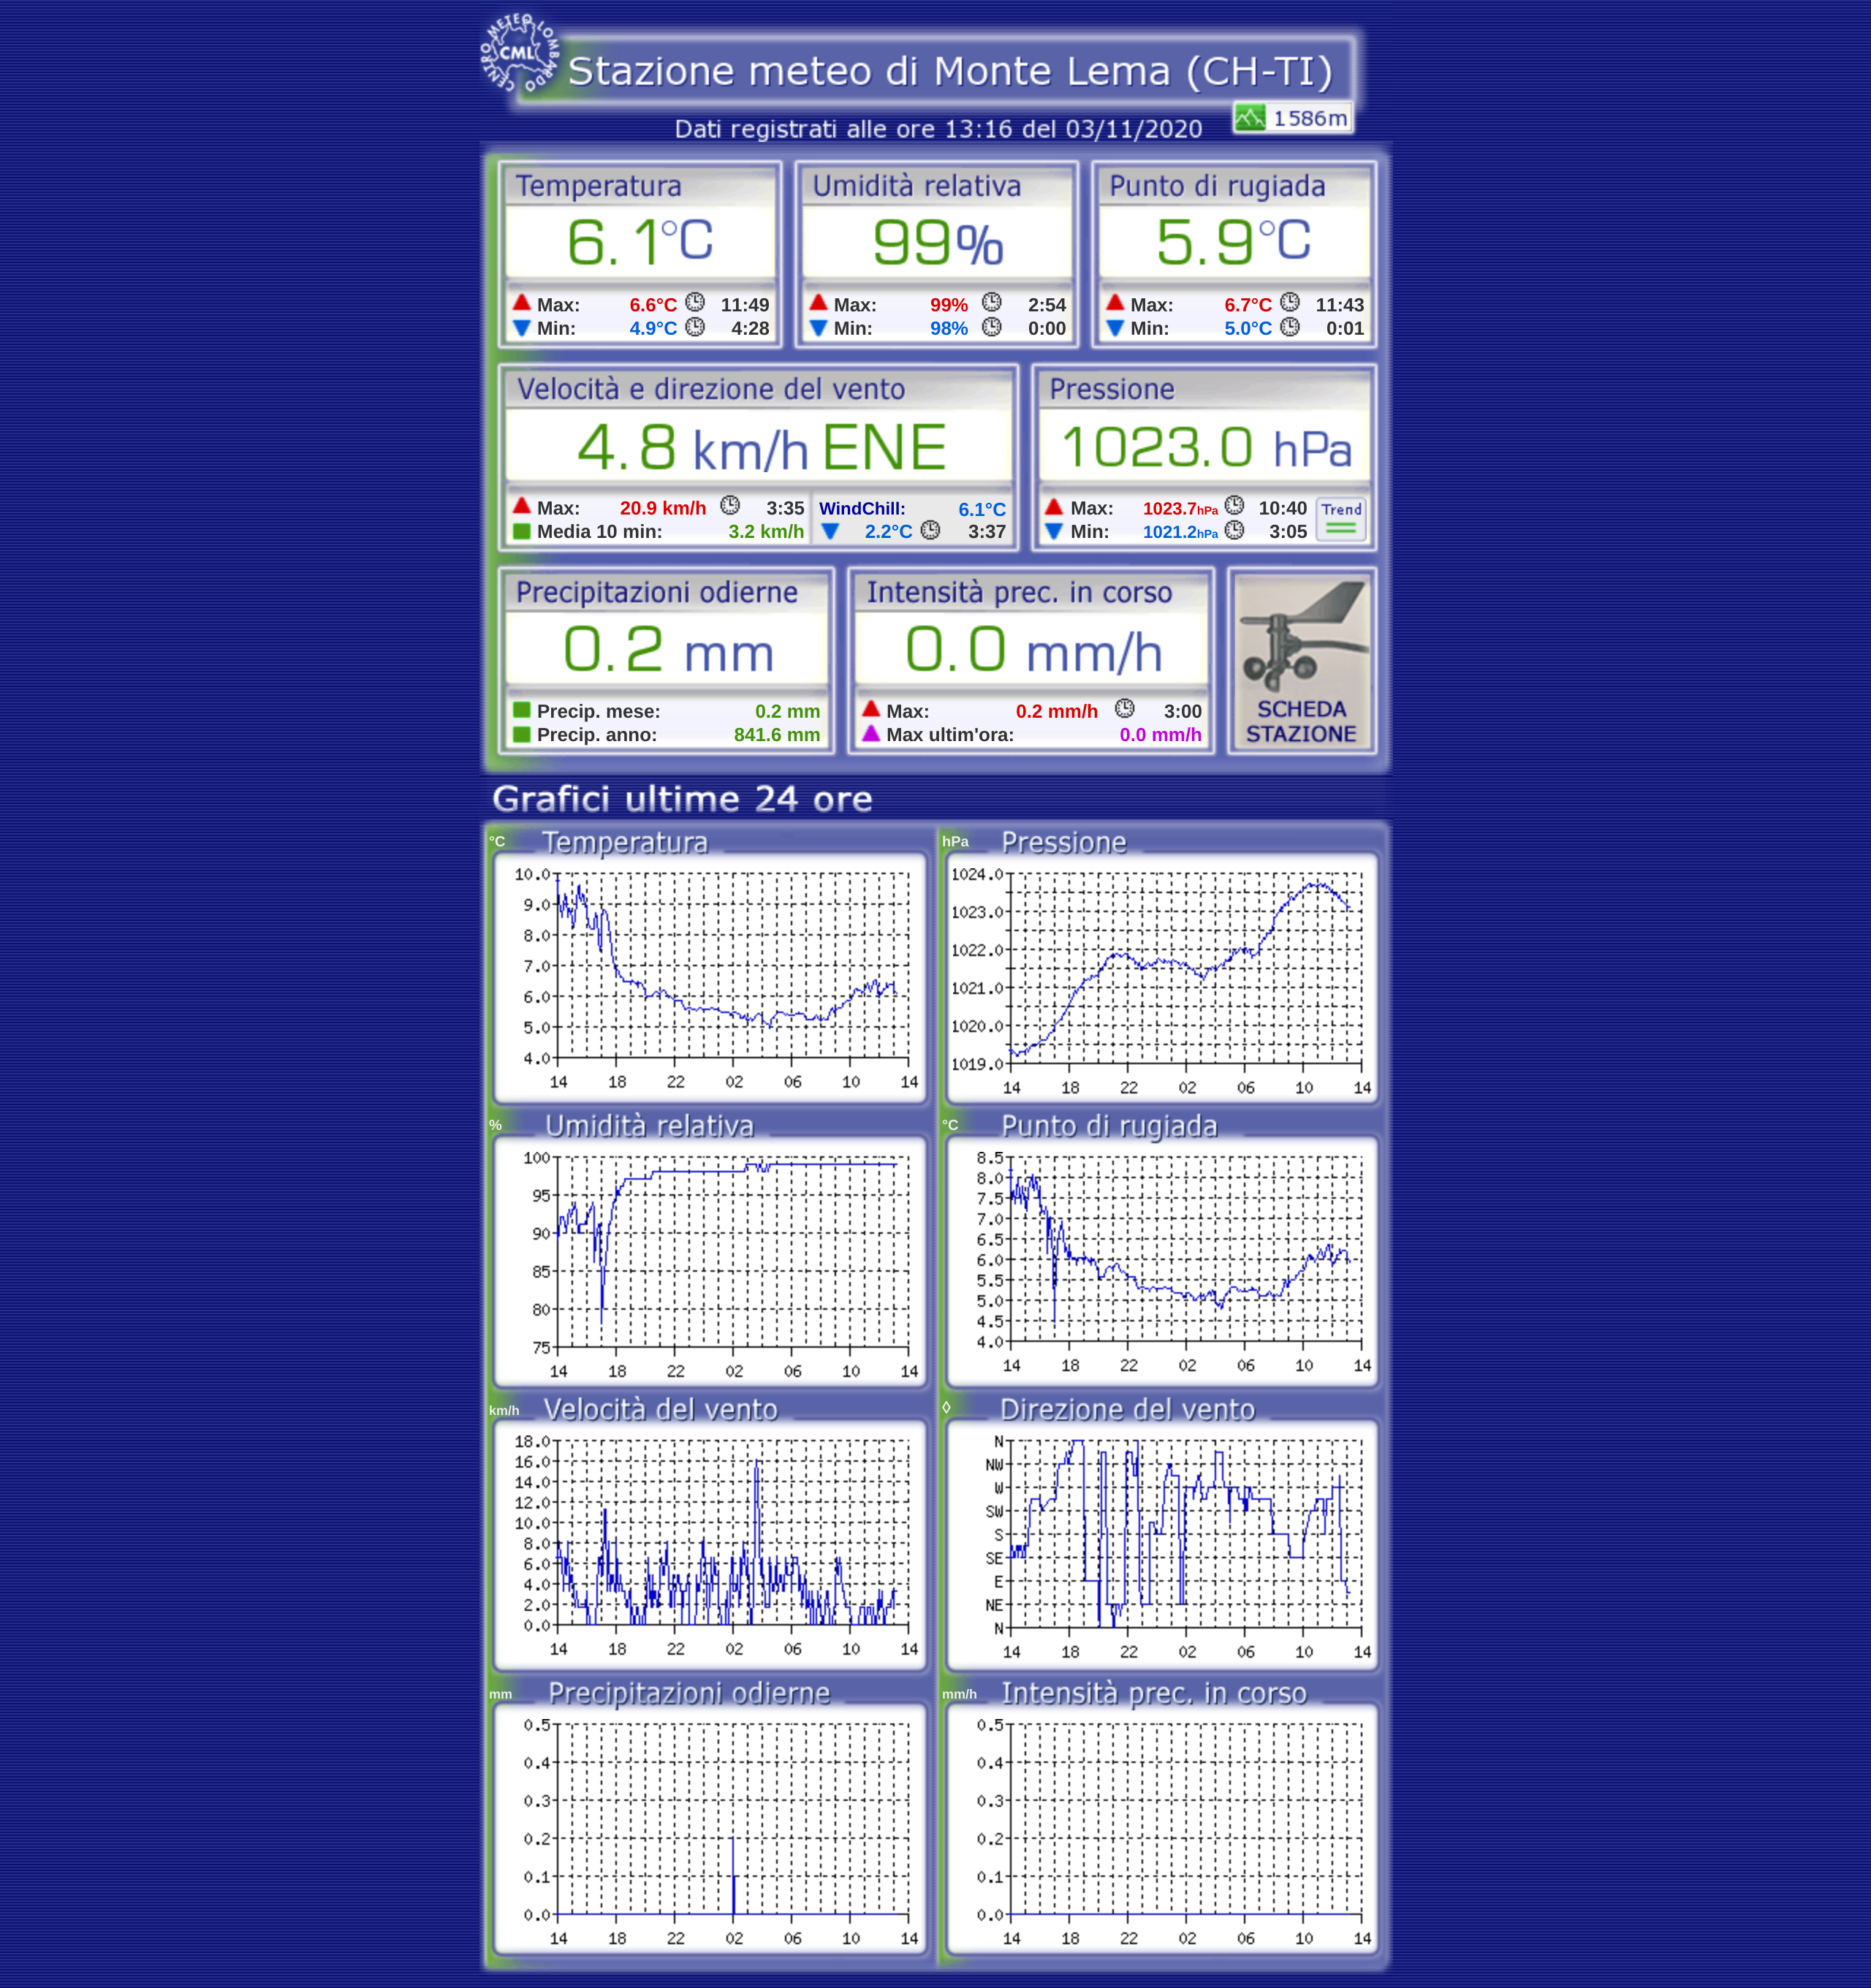 CENTRO METEO LOMBARDO
CML
Stazione meteo di Monte Lema (CH-TI)
1586m
Dati registrati alle ore 13:16 del 03/11/2020
Temperatura
6.1°C
Max: 6.6°C 11:49
Min: 4.9°C 4:28
Umidità relativa
99%
Max: 99% 2:54
Min: 98% 0:00
Punto di rugiada
5.9°C
Max: 6.7°C 11:43
Min: 5.0°C 0:01
Velocità e direzione del vento
4.8 km/h ENE
Max: 20.9 km/h 3:35
Media 10 min: 3.2 km/h
WindChill: 6.1°C
2.2°C 3:37
Pressione
1023.0 hPa
Max: 1023.7hPa 10:40
Min: 1021.2hPa 3:05
Trend
Precipitazioni odierne
0.2 mm
Precip. mese: 0.2 mm
Precip. anno: 841.6 mm
Intensità prec. in corso
0.0 mm/h
Max: 0.2 mm/h 3:00
Max ultim'ora: 0.0 mm/h
SCHEDA
STAZIONE
Grafici ultime 24 ore
°C Temperatura
10.0
9.0
8.0
7.0
6.0
5.0
4.0
14 18 22 02 06 10 14
hPa Pressione
1024.0
1023.0
1022.0
1021.0
1020.0
1019.0
14 18 22 02 06 10 14
% Umidità relativa
100
95
90
85
80
75
14 18 22 02 06 10 14
°C Punto di rugiada
8.5
8.0
7.5
7.0
6.5
6.0
5.5
5.0
4.5
4.0
14 18 22 02 06 10 14
km/h Velocità del vento
18.0
16.0
14.0
12.0
10.0
8.0
6.0
4.0
2.0
0.0
14 18 22 02 06 10 14
◊ Direzione del vento
N
NW
W
SW
S
SE
E
NE
N
14 18 22 02 06 10 14
mm Precipitazioni odierne
0.5
0.4
0.3
0.2
0.1
0.0
14 18 22 02 06 10 14
mm/h Intensità prec. in corso
0.5
0.4
0.3
0.2
0.1
0.0
14 18 22 02 06 10 14